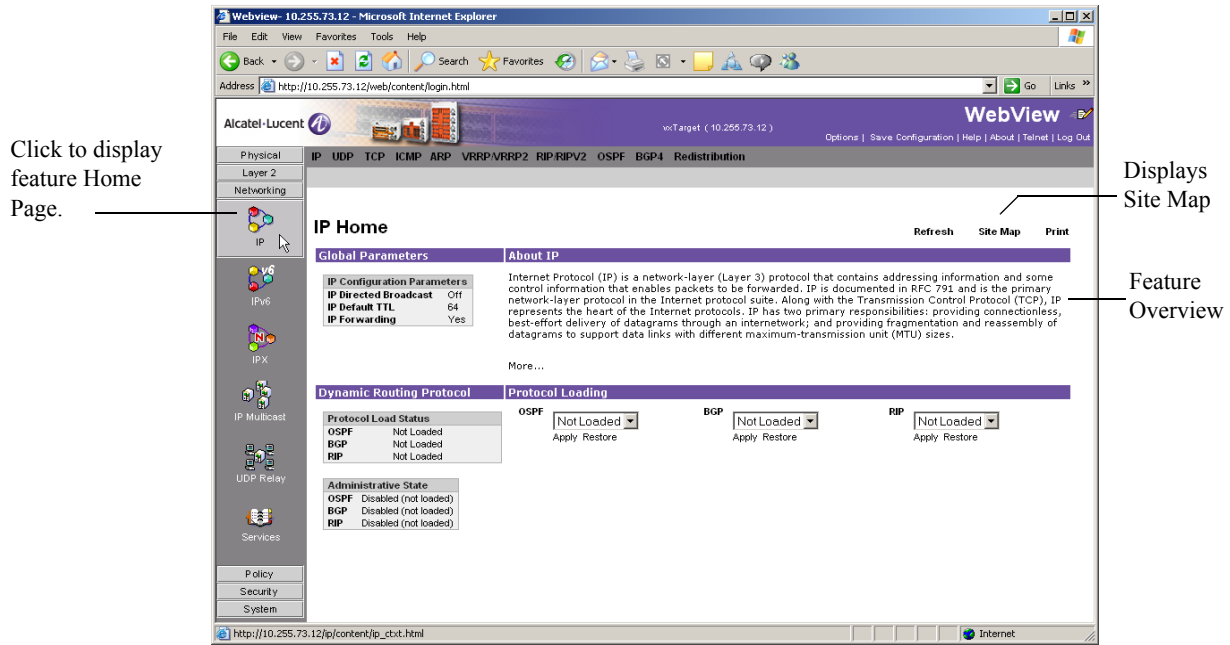 Webview- 10.255.73.12 - Microsoft Internet Explorer
File Edit View Favorites Tools Help
Back Search Favorites
Address http://10.255.73.12/web/content/login.html Go Links »
Alcatel·Lucent
vxTarget ( 10.255.73.12 )
WebView
Options | Save Configuration | Help | About | Telnet | Log Out
Physical
Layer 2
Networking
IP UDP TCP ICMP ARP VRRP/VRRP2 RIP/RIPV2 OSPF BGP4 Redistribution
Click to display
feature Home
Page.
Displays
Site Map
Feature
Overview
IP
IPv6
IPX
IP Multicast
UDP Relay
Services
Policy
Security
System
IP Home
Refresh Site Map Print
Global Parameters
IP Configuration Parameters
IP Directed Broadcast Off
IP Default TTL 64
IP Forwarding Yes
About IP
Internet Protocol (IP) is a network-layer (Layer 3) protocol that contains addressing information and some
control information that enables packets to be forwarded. IP is documented in RFC 791 and is the primary
network-layer protocol in the Internet protocol suite. Along with the Transmission Control Protocol (TCP), IP
represents the heart of the Internet protocols. IP has two primary responsibilities: providing connectionless,
best-effort delivery of datagrams through an internetwork; and providing fragmentation and reassembly of
datagrams to support data links with different maximum-transmission unit (MTU) sizes.
More...
Dynamic Routing Protocol
Protocol Load Status
OSPF Not Loaded
BGP Not Loaded
RIP Not Loaded
Administrative State
OSPF Disabled (not loaded)
BGP Disabled (not loaded)
RIP Disabled (not loaded)
Protocol Loading
OSPF Not Loaded
Apply Restore
BGP Not Loaded
Apply Restore
RIP Not Loaded
Apply Restore
http://10.255.73.12/ip/content/ip_ctxt.html
Internet